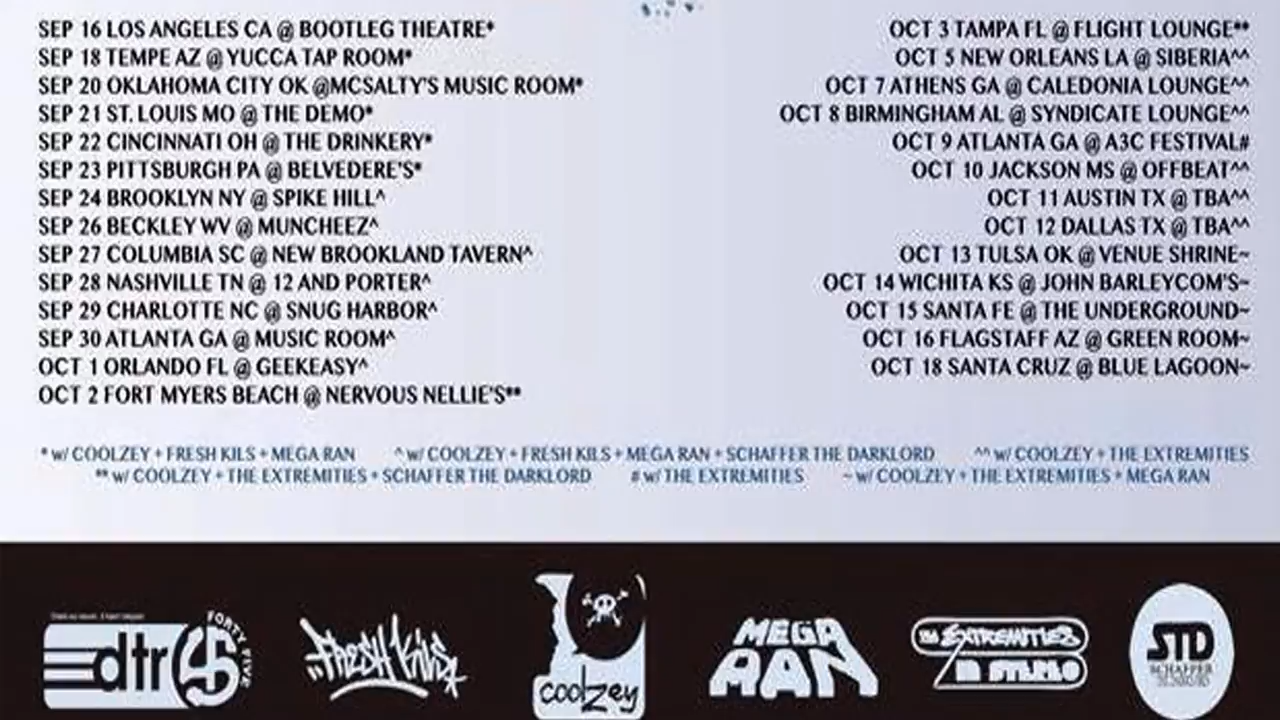 SEP 16 LOS ANGELES CA @ BOOTLEG THEATRE*
SEP 18 TEMPE AZ @ YUCCA TAP ROOM*
SEP 20 OKLAHOMA CITY OK @MCSALTY'S MUSIC ROOM*
SEP 21 ST. LOUIS MO @ THE DEMO*
SEP 22 CINCINNATI OH @ THE DRINKERY*
SEP 23 PITTSBURGH PA @ BELVEDERE'S*
SEP 24 BROOKLYN NY @ SPIKE HILL^
SEP 26 BECKLEY WV @ MUNCHEEZ^
SEP 27 COLUMBIA SC @ NEW BROOKLAND TAVERN^
SEP 28 NASHVILLE TN @ 12 AND PORTER^
SEP 29 CHARLOTTE NC @ SNUG HARBOR^
SEP 30 ATLANTA GA @ MUSIC ROOM^
OCT 1 ORLANDO FL @ GEEKEASY^
OCT 2 FORT MYERS BEACH @ NERVOUS NELLIE'S**
OCT 3 TAMPA FL @ FLIGHT LOUNGE**
OCT 5 NEW ORLEANS LA @ SIBERIA^^
OCT 7 ATHENS GA @ CALEDONIA LOUNGE^^
OCT 8 BIRMINGHAM AL @ SYNDICATE LOUNGE^^
OCT 9 ATLANTA GA @ A3C FESTIVAL#
OCT 10 JACKSON MS @ OFFBEAT^^
OCT 11 AUSTIN TX @ TBA^^
OCT 12 DALLAS TX @ TBA^^
OCT 13 TULSA OK @ VENUE SHRINE~
OCT 14 WICHITA KS @ JOHN BARLEYCOM'S~
OCT 15 SANTA FE @ THE UNDERGROUND~
OCT 16 FLAGSTAFF AZ @ GREEN ROOM~
OCT 18 SANTA CRUZ @ BLUE LAGOON~
* w/ COOLZEY + FRESH KILS + MEGA RAN ^ w/ COOLZEY + FRESH KILS + MEGA RAN + SCHAFFER THE DARKLORD ^^ w/ COOLZEY + THE EXTREMITIES
** w/ COOLZEY + THE EXTREMITIES + SCHAFFER THE DARKLORD # w/ THE EXTREMITIES ~ w/ COOLZEY + THE EXTREMITIES + MEGA RAN
dtr 45 FORTY FIVE
Fresh Kils
coolzey
MEGA
RAN
THE EXTREMITIES
IN STEREO
STD
SCHAFFER